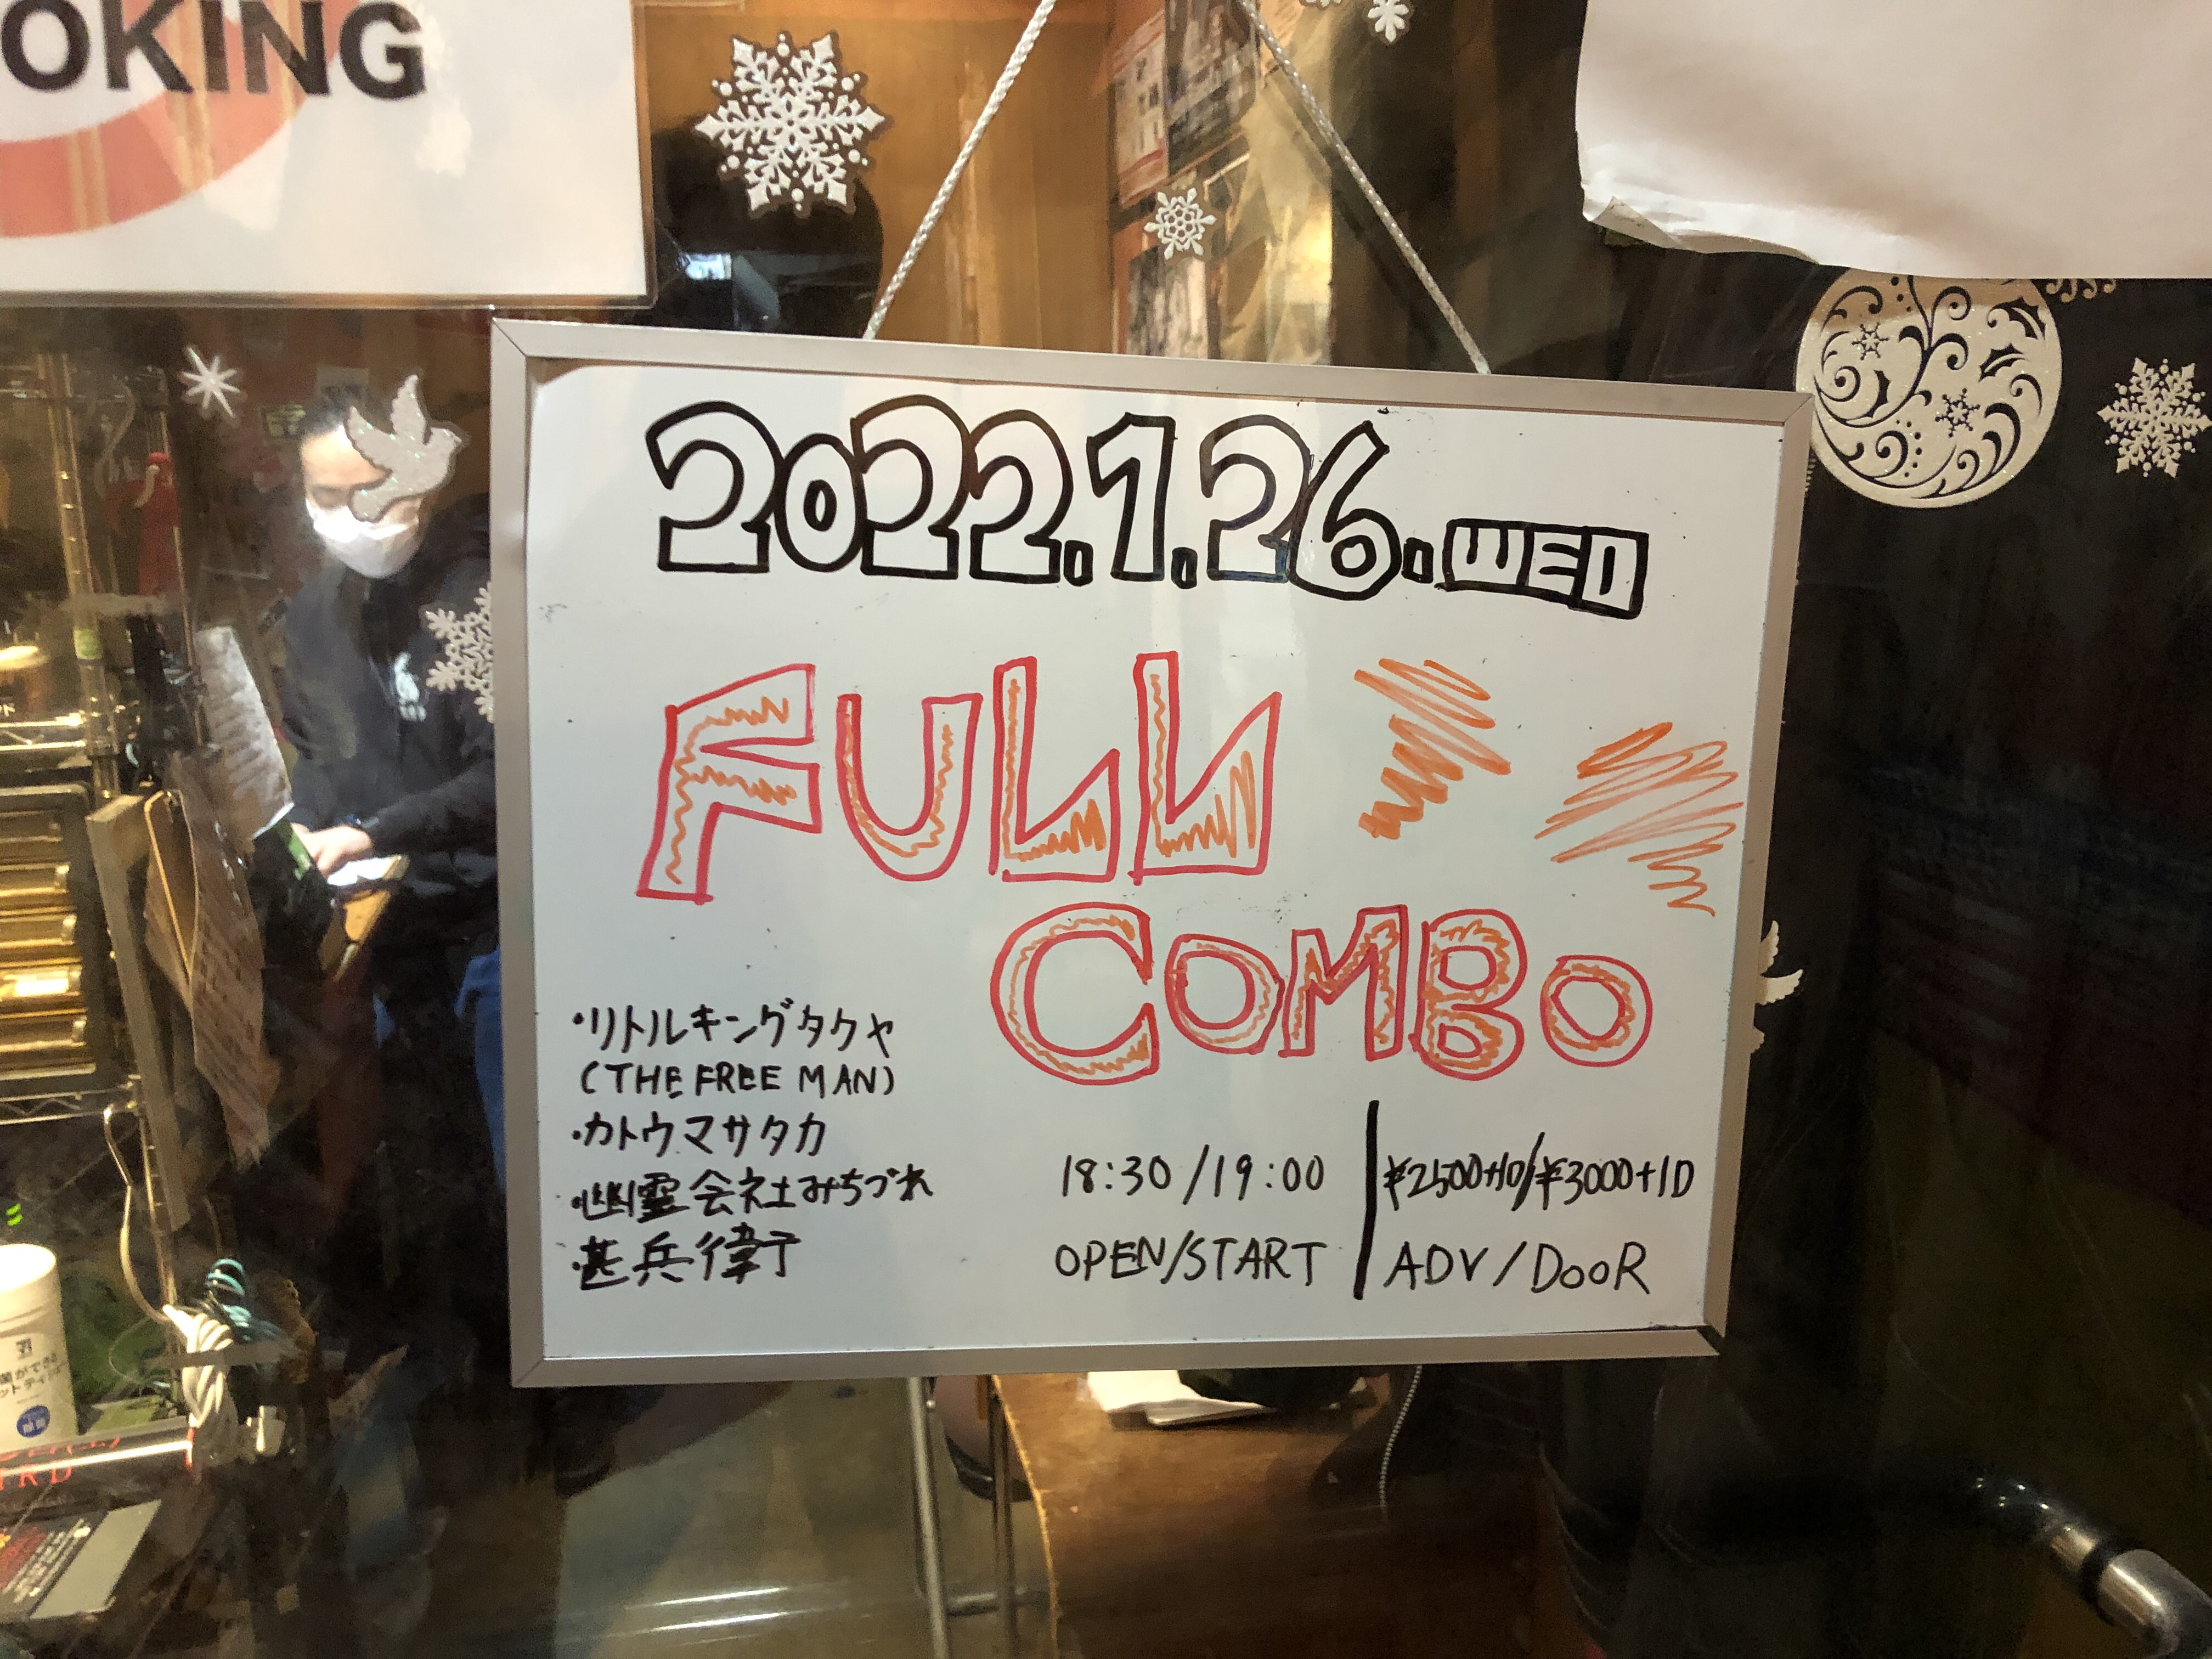 OKING
2022.1.26.WED
FULL
COMBO
・リトルキングタクヤ
(THE FREE MAN)
・カトウマサタカ
・幽霊会社みちづれ
・甚兵衛
18:30/19:00
OPEN/START
¥2500+1D/¥3000+1D
ADV/DOOR